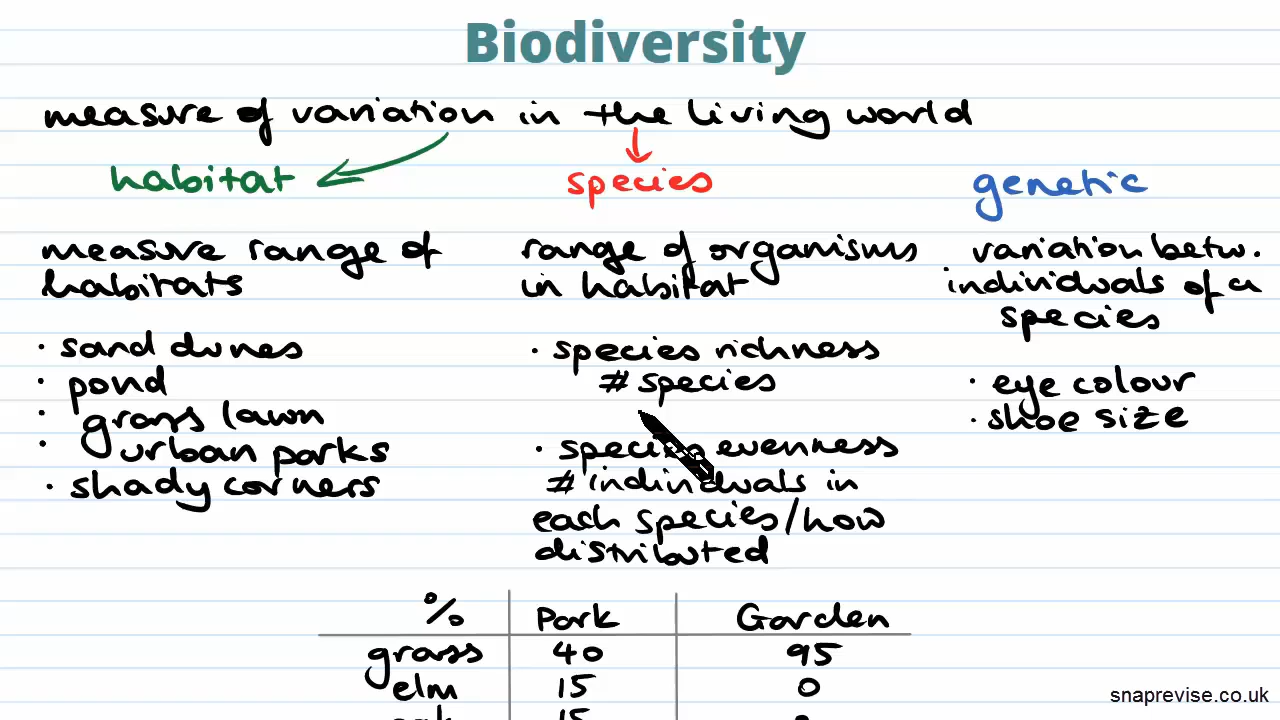 Biodiversity
measure of variation in the living world
habitat
species
genetic
measure range of
habitats
range of organisms
in habitat
variation betw.
individuals of a
species
· sand dunes
· pond
· grass lawn
· urban parks
· shady corners
· species richness
# species
· species evenness
# individuals in
each species/how
distributed
· eye colour
· shoe size
% Park Garden
grass 40 95
elm 15 0
15
snaprevise.co.uk